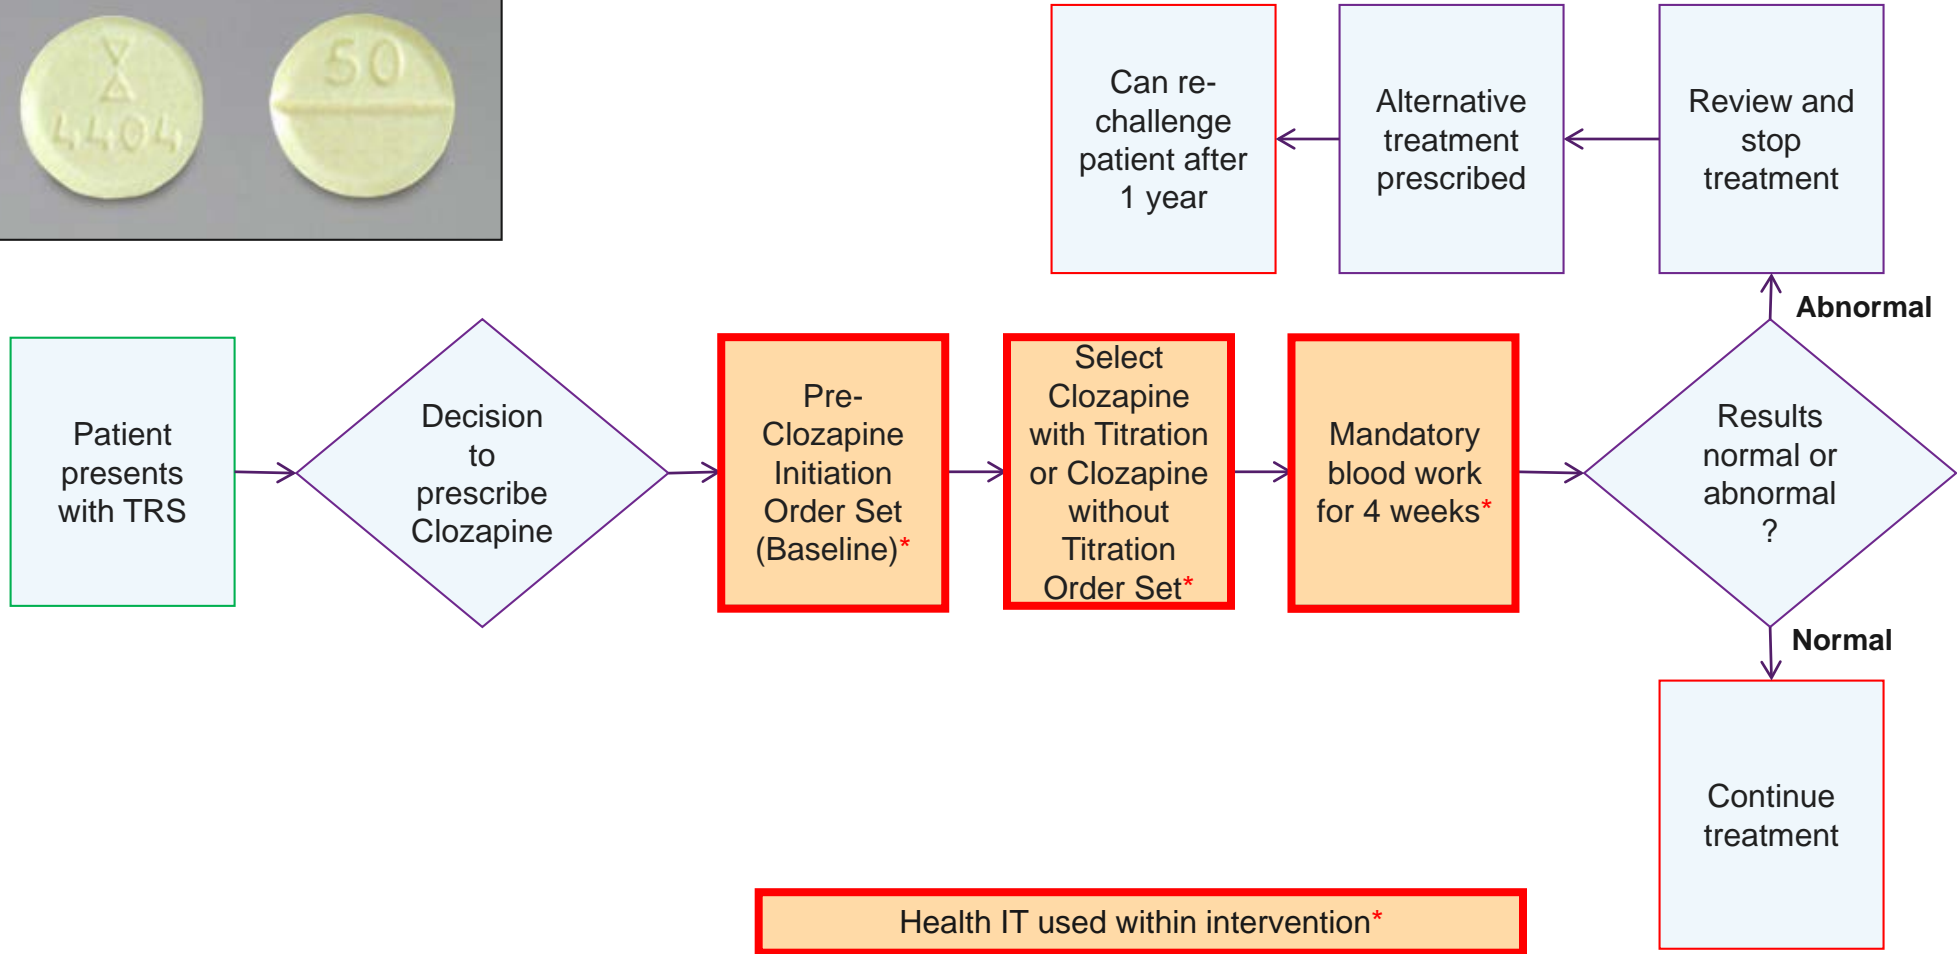 4404
50
Can re-
challenge
patient after
1 year
Alternative
treatment
prescribed
Review and
stop
treatment
Abnormal
Patient
presents
with TRS
Decision
to
prescribe
Clozapine
Pre-
Clozapine
Initiation
Order Set
(Baseline)*
Select
Clozapine
with Titration
or Clozapine
without
Titration
Order Set*
Mandatory
blood work
for 4 weeks*
Results
normal or
abnormal
?
Normal
Continue
treatment
Health IT used within intervention*